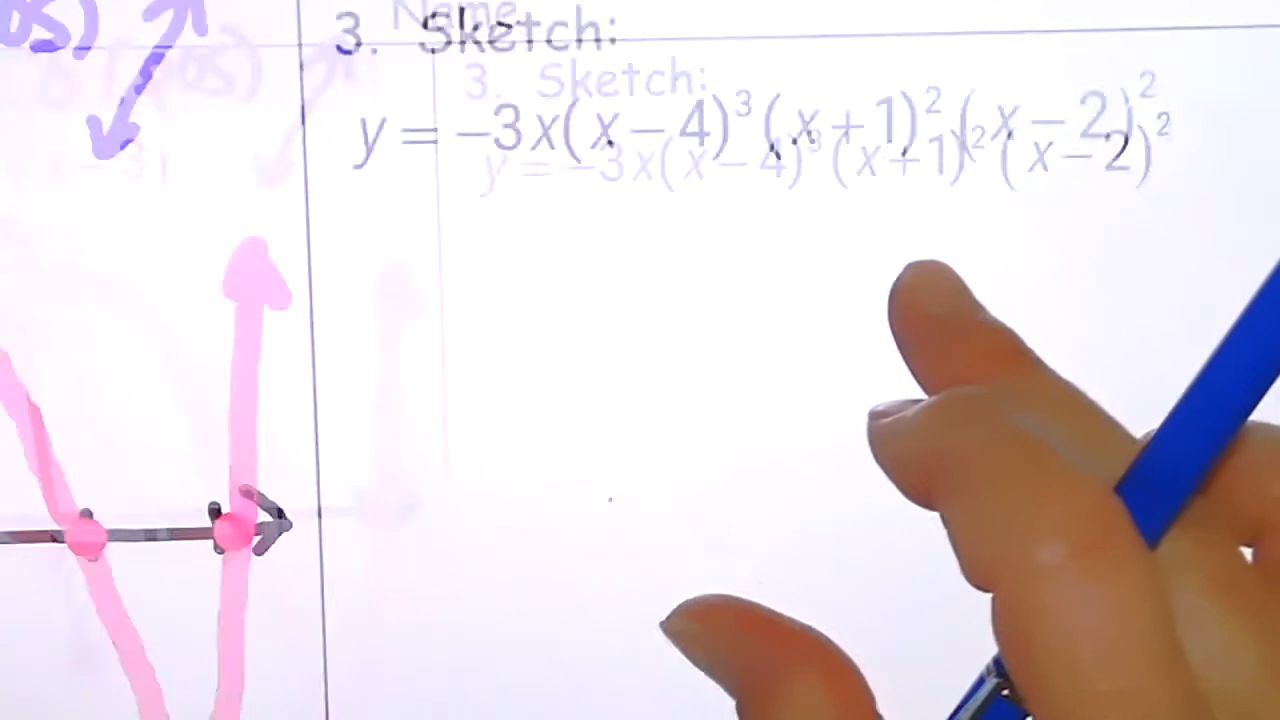 3. Sketch:
y = -3x(x-4)³(x+1)²(x-2)²